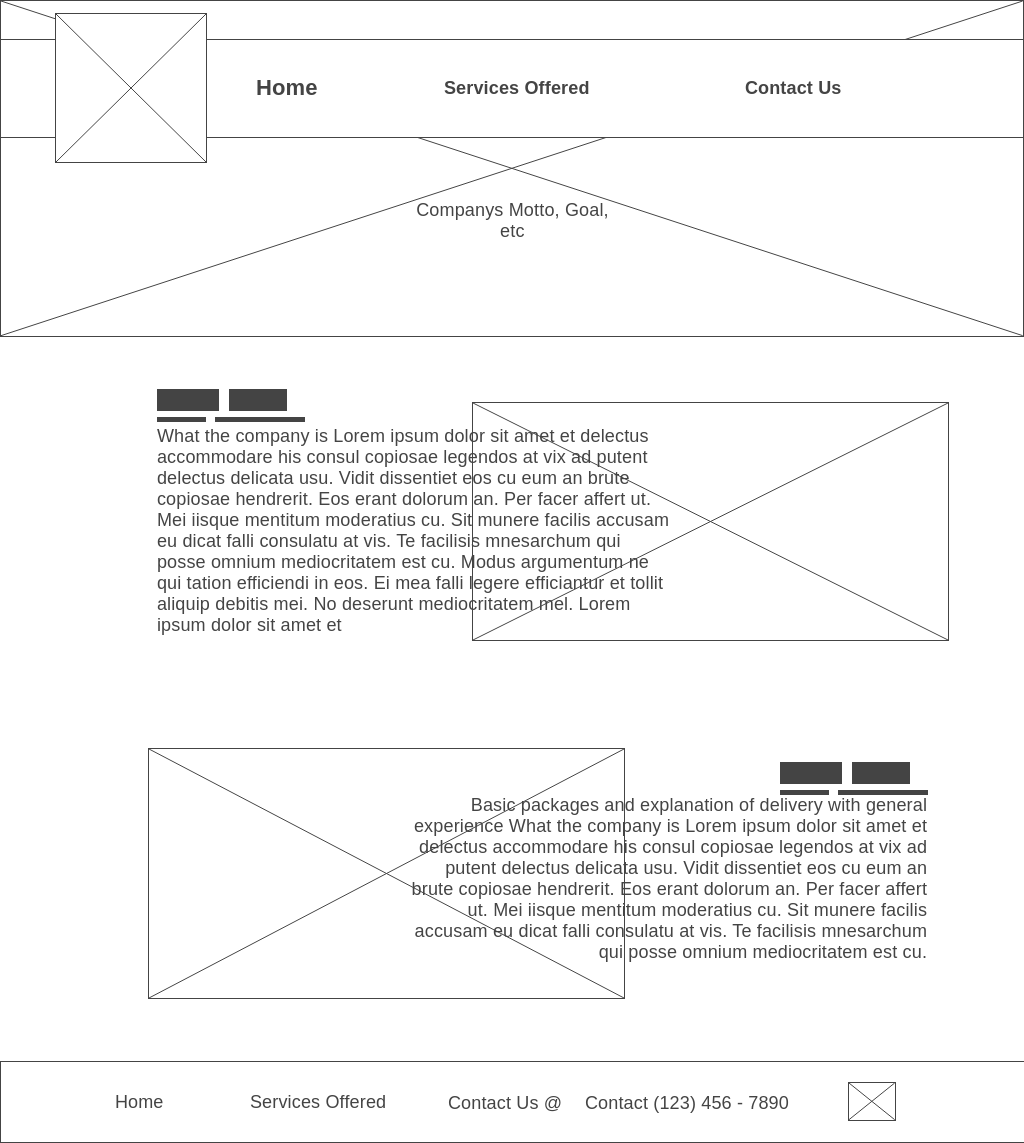 Home Services Offered Contact Us
Companys Motto, Goal,
etc
What the company is Lorem ipsum dolor sit amet et delectus
accommodare his consul copiosae legendos at vix ad putent
delectus delicata usu. Vidit dissentiet eos cu eum an brute
copiosae hendrerit. Eos erant dolorum an. Per facer affert ut.
Mei iisque mentitum moderatius cu. Sit munere facilis accusam
eu dicat falli consulatu at vis. Te facilisis mnesarchum qui
posse omnium mediocritatem est cu. Modus argumentum ne
qui tation efficiendi in eos. Ei mea falli legere efficiantur et tollit
aliquip debitis mei. No deserunt mediocritatem mel. Lorem
ipsum dolor sit amet et
Basic packages and explanation of delivery with general
experience What the company is Lorem ipsum dolor sit amet et
delectus accommodare his consul copiosae legendos at vix ad
putent delectus delicata usu. Vidit dissentiet eos cu eum an
brute copiosae hendrerit. Eos erant dolorum an. Per facer affert
ut. Mei iisque mentitum moderatius cu. Sit munere facilis
accusam eu dicat falli consulatu at vis. Te facilisis mnesarchum
qui posse omnium mediocritatem est cu.
Home Services Offered Contact Us @ Contact (123) 456 - 7890